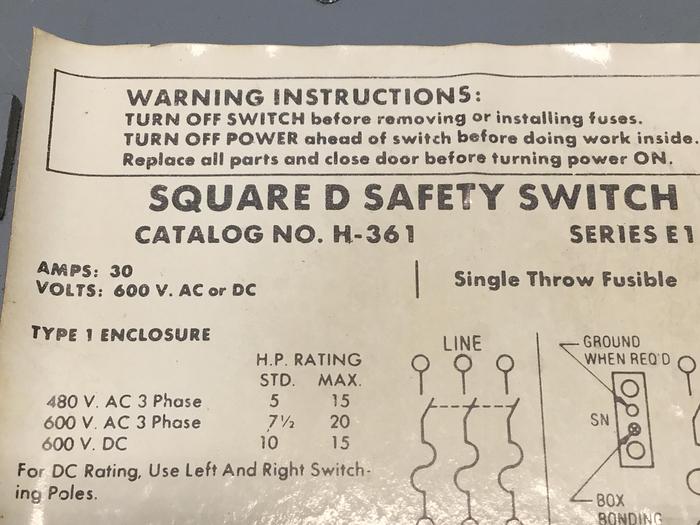 WARNING INSTRUCTIONS:
TURN OFF SWITCH before removing or installing fuses.
TURN OFF POWER ahead of switch before doing work inside.
Replace all parts and close door before turning power ON.
SQUARE D SAFETY SWITCH
CATALOG NO. H-361 SERIES E1
AMPS: 30
VOLTS: 600 V. AC or DC
Single Throw Fusible
TYPE 1 ENCLOSURE
H.P. RATING
STD. MAX.
480 V. AC 3 Phase 5 15
600 V. AC 3 Phase 7½ 20
600 V. DC 10 15
For DC Rating, Use Left And Right Switch-
ing Poles.
LINE
GROUND
WHEN REQ'D
SN
BOX
BONDING